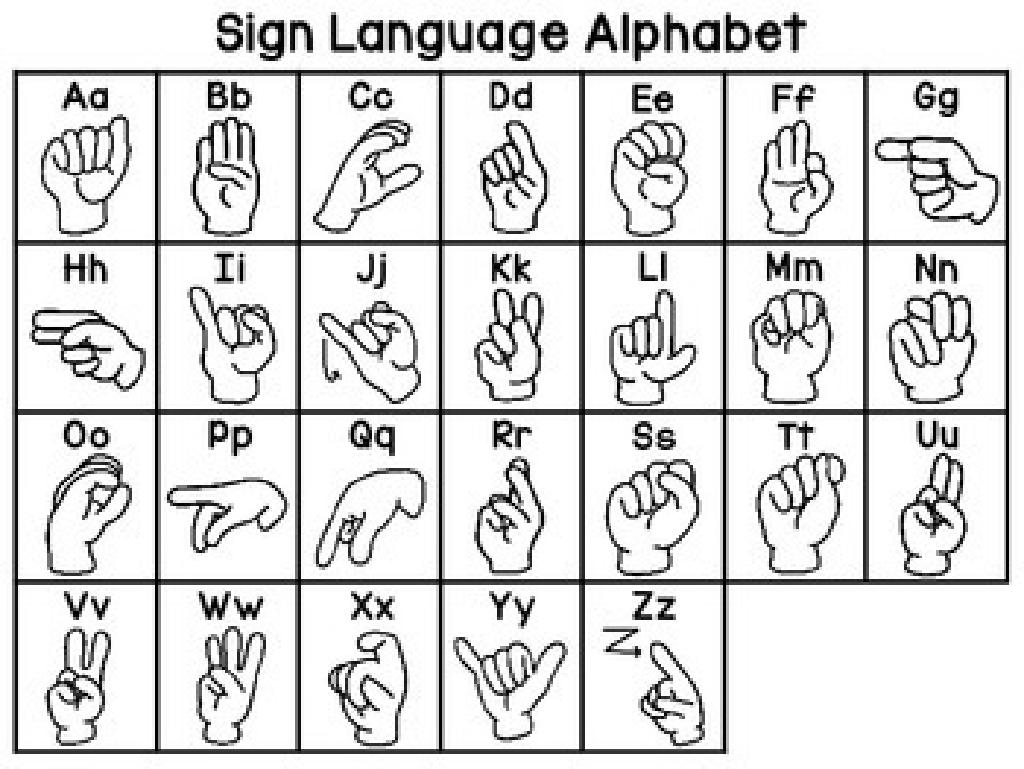 Sign Language Alphabet
Aa Bb Cc Dd Ee Ff Gg
Hh Ii Jj Kk Ll Mm Nn
Oo Pp Qq Rr Ss Tt Uu
Vv Ww Xx Yy Zz